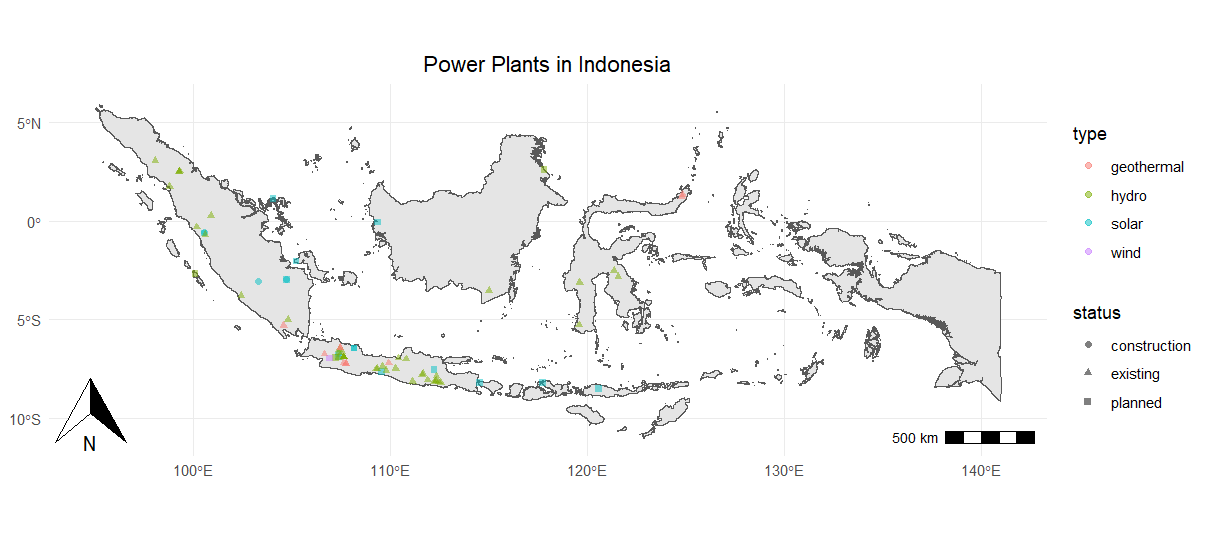 Power Plants in Indonesia
5°N
0°
5°S
10°S
100°E
110°E
120°E
130°E
140°E
N
500 km
type
geothermal
hydro
solar
wind
status
construction
existing
planned